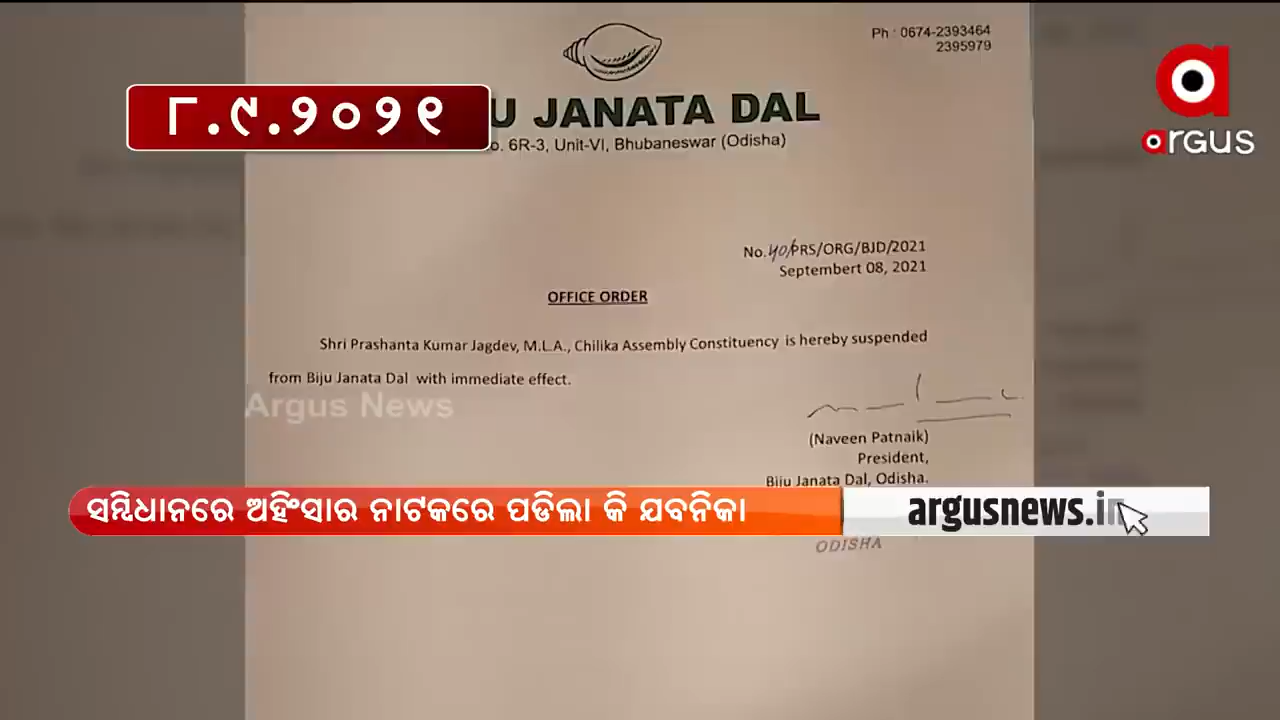 Ph : 0674-2393464
2395979
argus
୮.୯.୨୦୨୧
U JANATA DAL
o. 6R-3, Unit-VI, Bhubaneswar (Odisha)
No. 40/PRS/ORG/BJD/2021
Septembert 08, 2021
OFFICE ORDER
Shri Prashanta Kumar Jagdev, M.L.A., Chilika Assembly Constituency is hereby suspended
from Biju Janata Dal with immediate effect.
Argus News
(Naveen Patnaik)
President,
Biju Janata Dal, Odisha.
ସମ୍ବିଧାନରେ ଅହିଂସାର ନାଟକରେ ପଡିଲା କି ଯବନିକା
argusnews.in
ODISHA